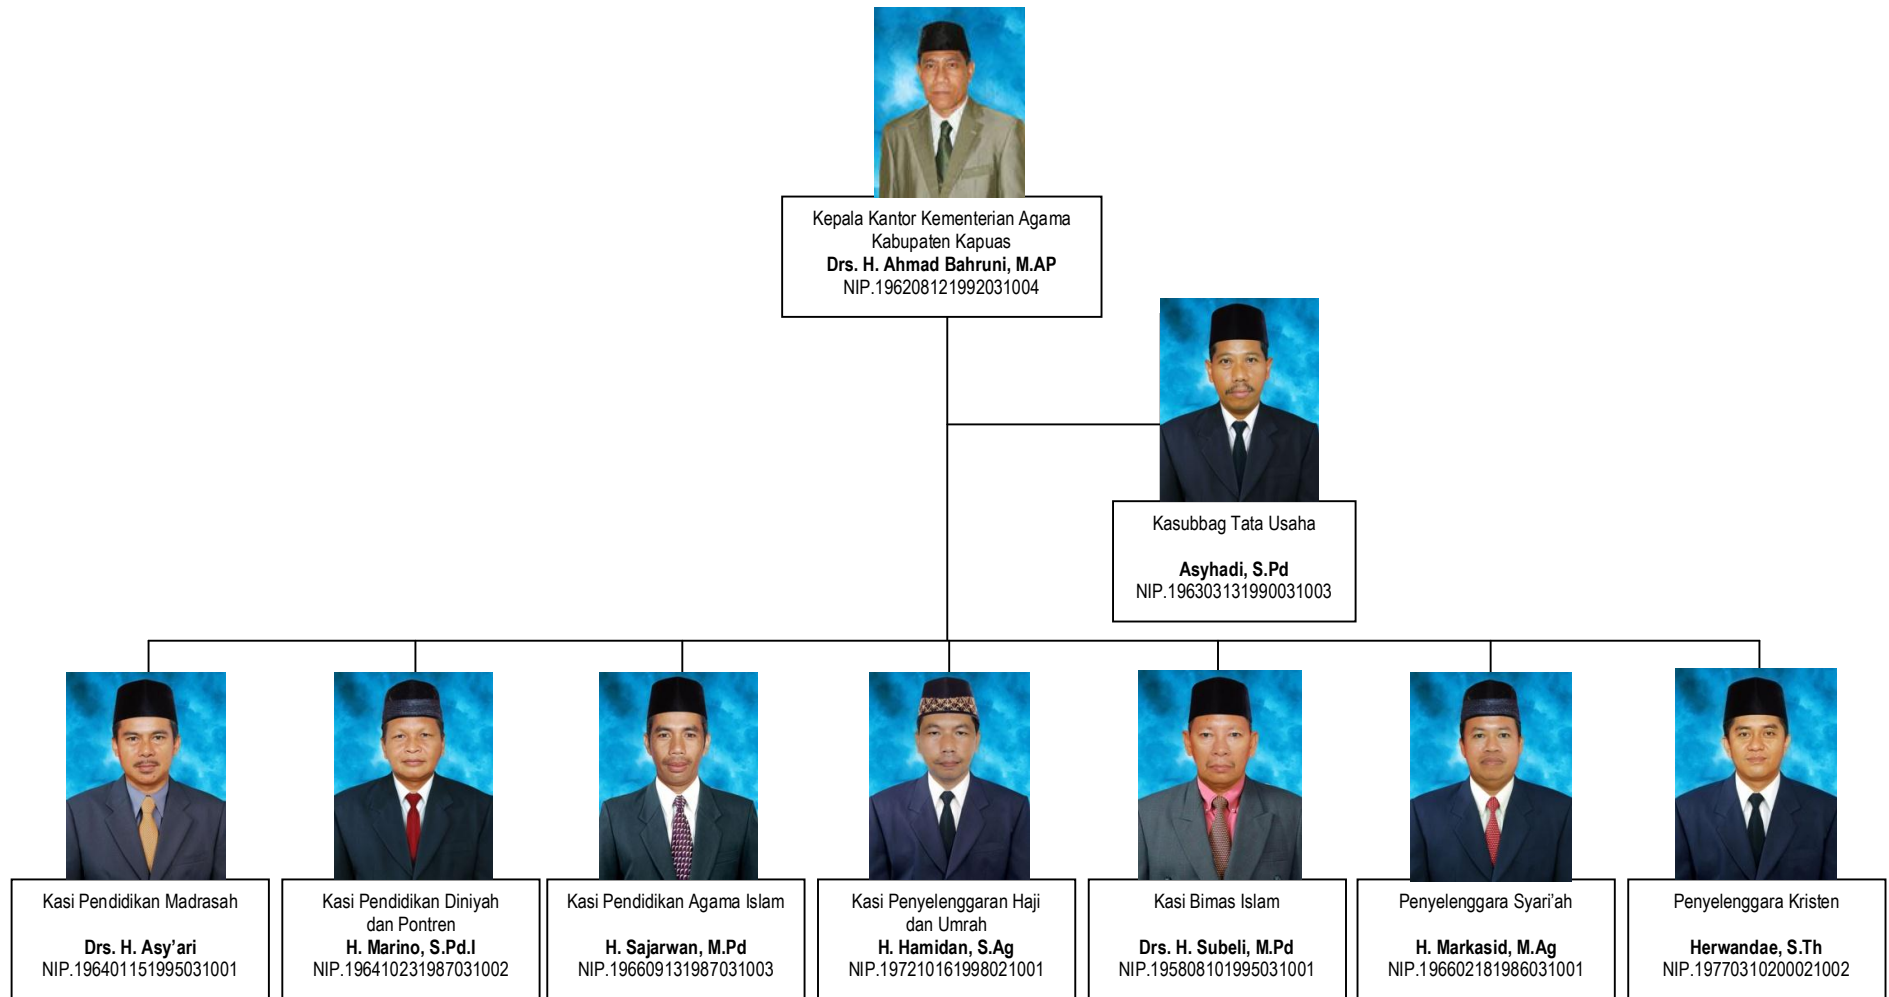 Kepala Kantor Kementerian Agama
Kabupaten Kapuas
Drs. H. Ahmad Bahruni, M.AP
NIP.196208121992031004
Kasubbag Tata Usaha
Asyhadi, S.Pd
NIP.196303131990031003
Kasi Pendidikan Madrasah
Drs. H. Asy’ari
NIP.196401151995031001
Kasi Pendidikan Diniyah
dan Pontren
H. Marino, S.Pd.I
NIP.196410231987031002
Kasi Pendidikan Agama Islam
H. Sajarwan, M.Pd
NIP.196609131987031003
Kasi Penyelenggaran Haji
dan Umrah
H. Hamidan, S.Ag
NIP.197210161998021001
Kasi Bimas Islam
Drs. H. Subeli, M.Pd
NIP.195808101995031001
Penyelenggara Syari’ah
H. Markasid, M.Ag
NIP.196602181986031001
Penyelenggara Kristen
Herwandae, S.Th
NIP.19770310200021002